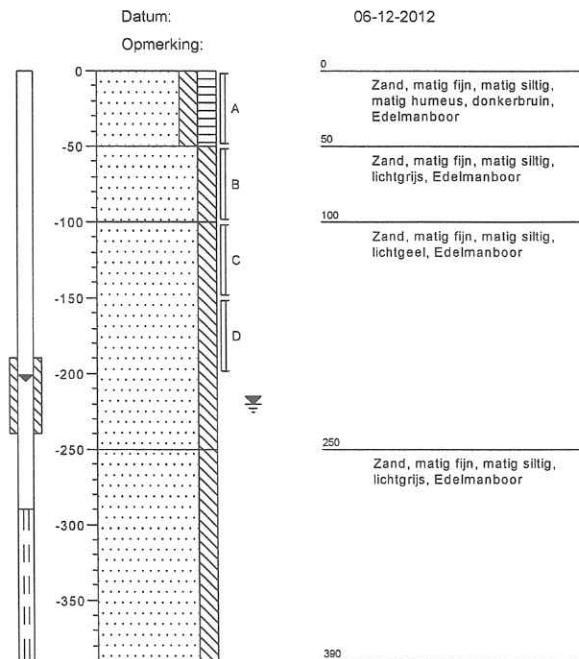 Datum: 06-12-2012
Opmerking:
0
-50
-100
-150
-200
-250
-300
-350
A
B
C
D
0
Zand, matig fijn, matig siltig,
matig humeus, donkerbruin,
Edelmanboor
50
Zand, matig fijn, matig siltig,
lichtgrijs, Edelmanboor
100
Zand, matig fijn, matig siltig,
lichtgeel, Edelmanboor
250
Zand, matig fijn, matig siltig,
lichtgrijs, Edelmanboor
390